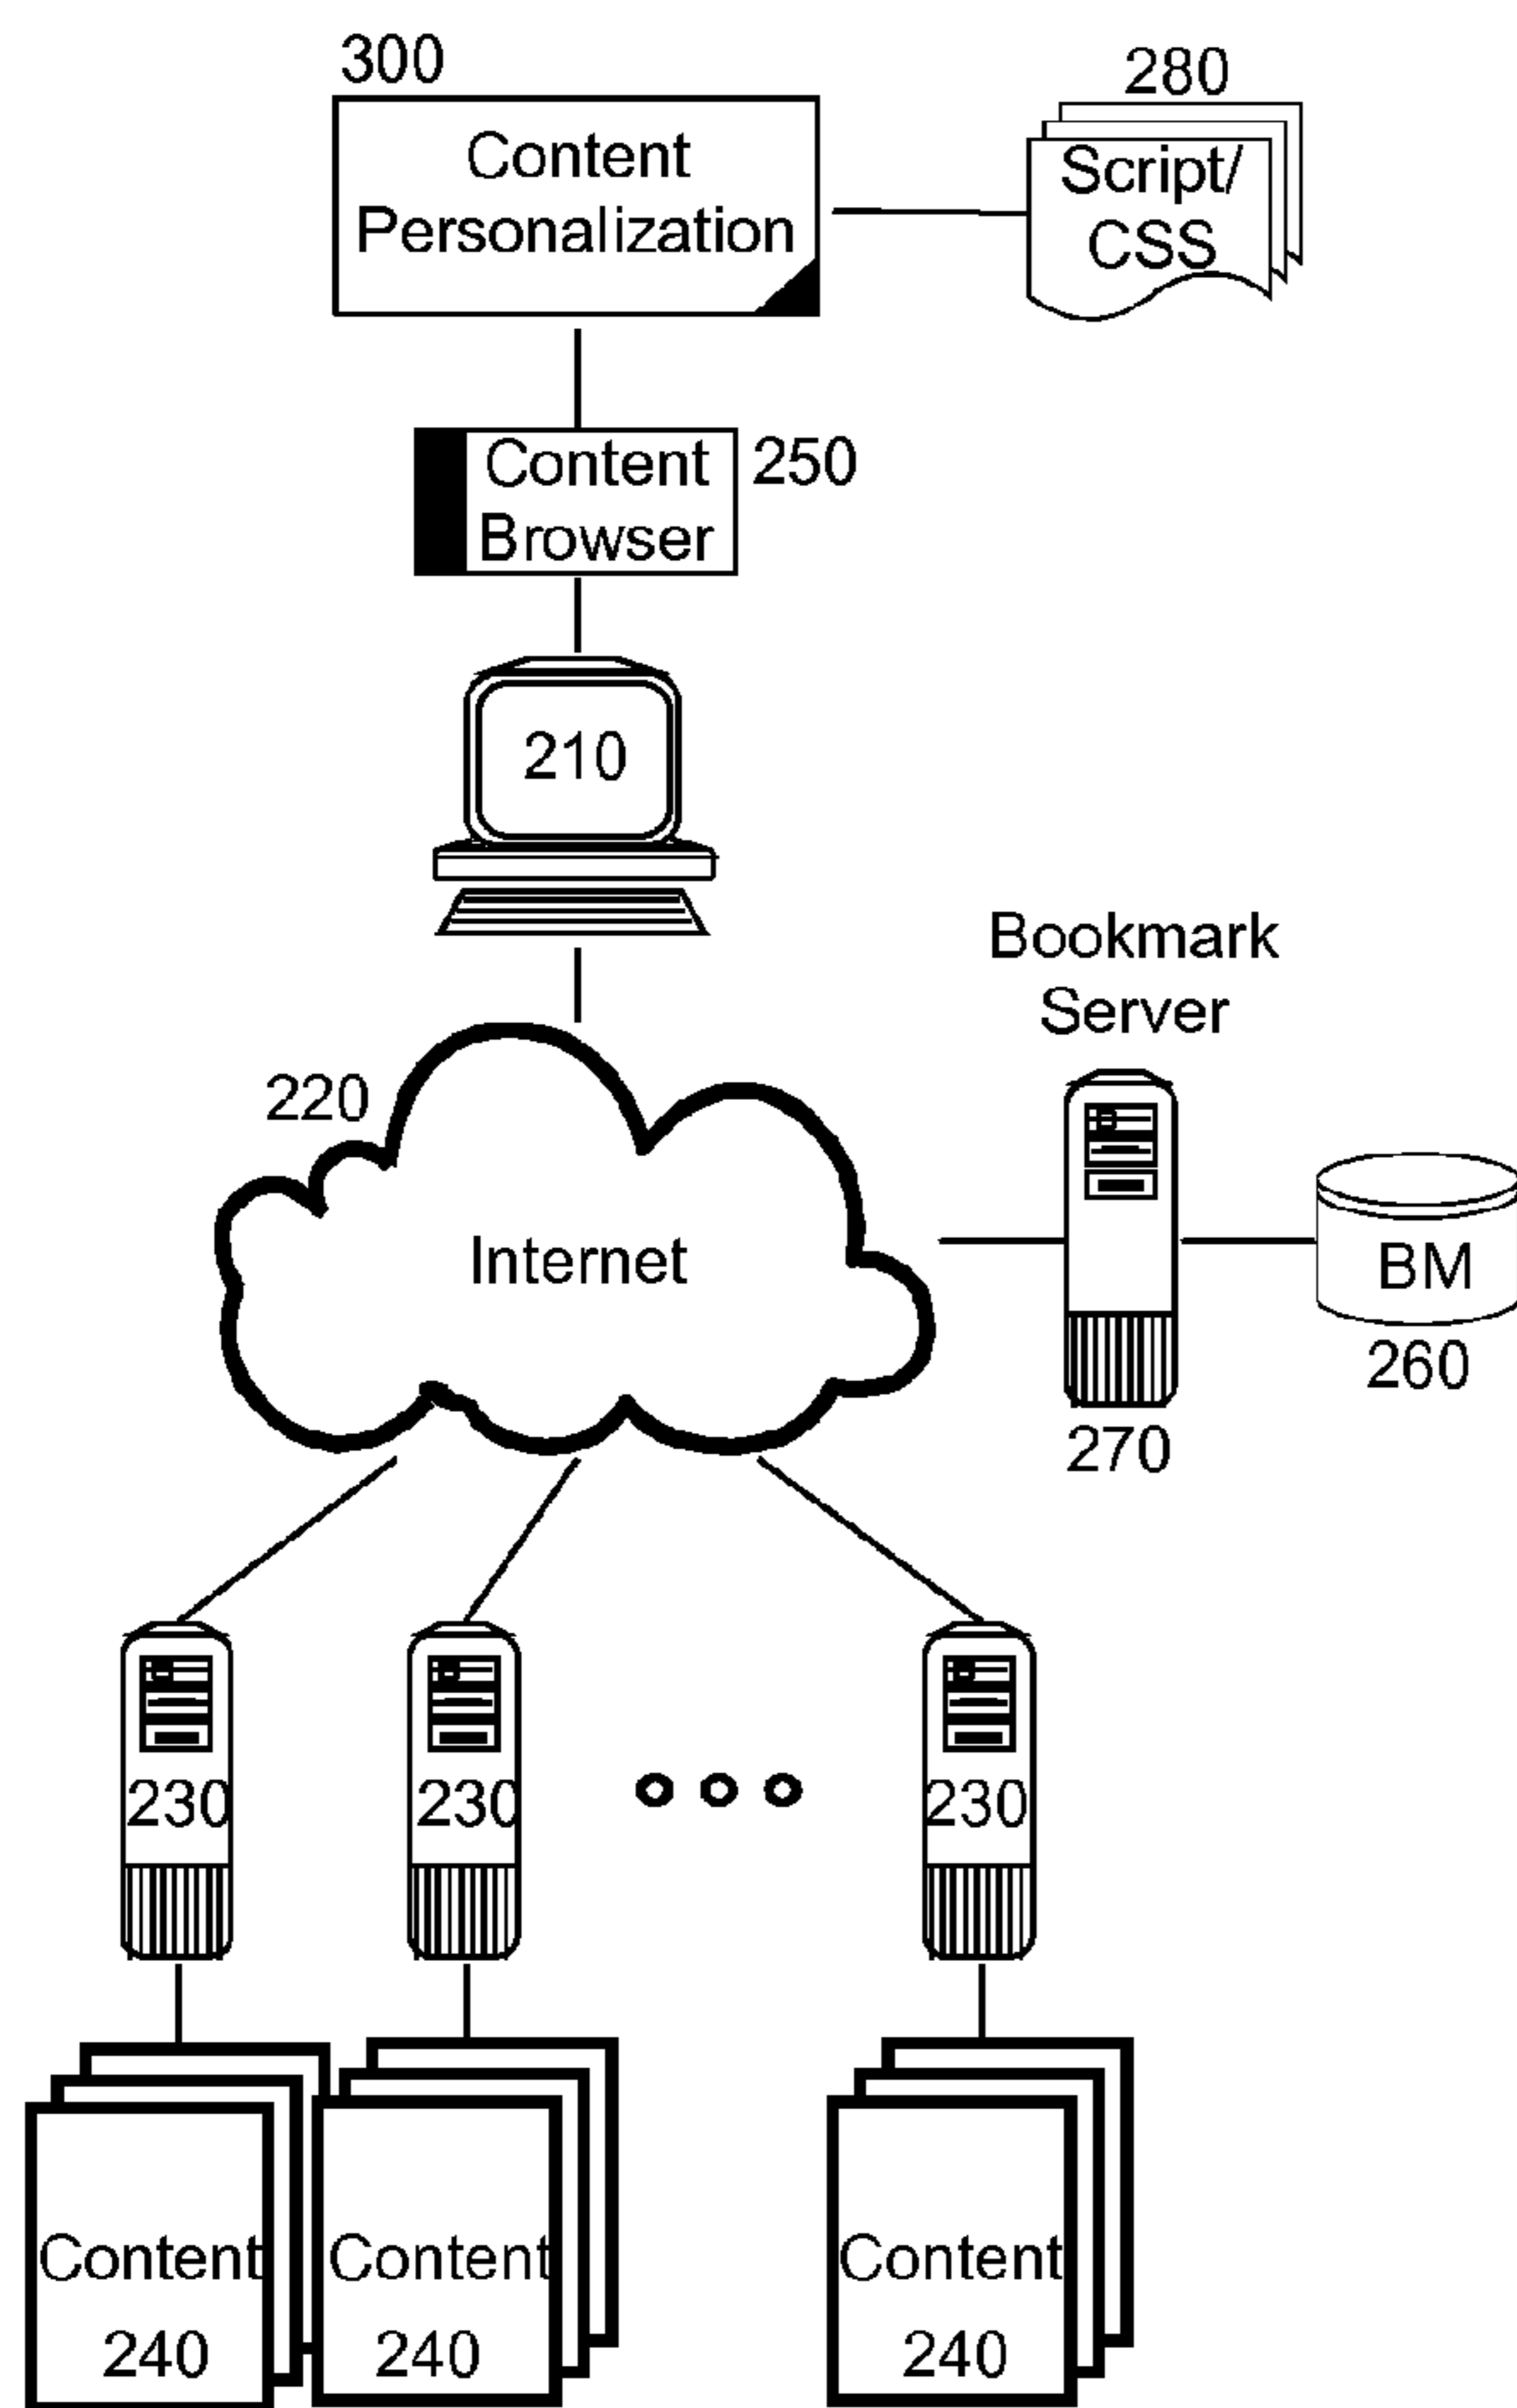 300
280
Content
Personalization
Script/
CSS
Content
Browser
250
210
Bookmark
Server
220
Internet
BM
260
270
230
230
230
Content
240
Content
240
Content
240